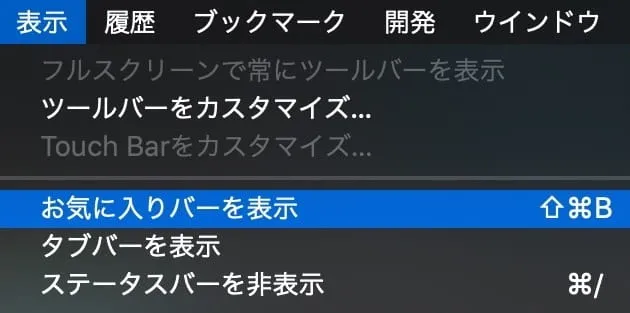 表示 履歴 ブックマーク 開発 ウインドウ
フルスクリーンで常にツールバーを表示
ツールバーをカスタマイズ...
Touch Barをカスタマイズ...
お気に入りバーを表示 ⇧⌘B
タブバーを表示
ステータスバーを非表示 ⌘/